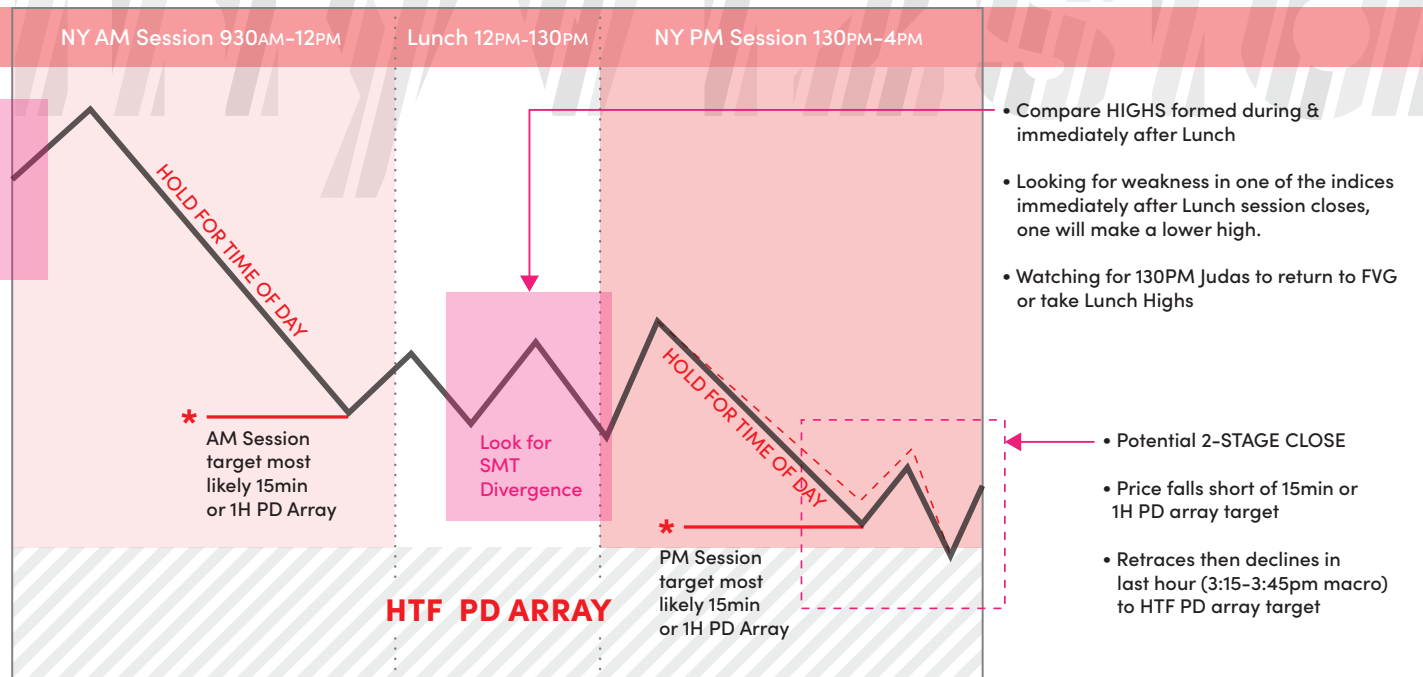 NY AM Session 930AM-12PM
Lunch 12PM-130PM
NY PM Session 130PM-4PM
• Compare HIGHS formed during &
immediately after Lunch
• Looking for weakness in one of the indices
immediately after Lunch session closes,
one will make a lower high.
• Watching for 130PM Judas to return to FVG
or take Lunch Highs
HOLD FOR TIME OF DAY
* AM Session
target most
likely 15min
or 1H PD Array
Look for
SMT
Divergence
HOLD FOR TIME OF DAY
* PM Session
target most
likely 15min
or 1H PD Array
• Potential 2-STAGE CLOSE
• Price falls short of 15min or
1H PD array target
• Retraces then declines in
last hour (3:15-3:45pm macro)
to HTF PD array target
HTF PD ARRAY